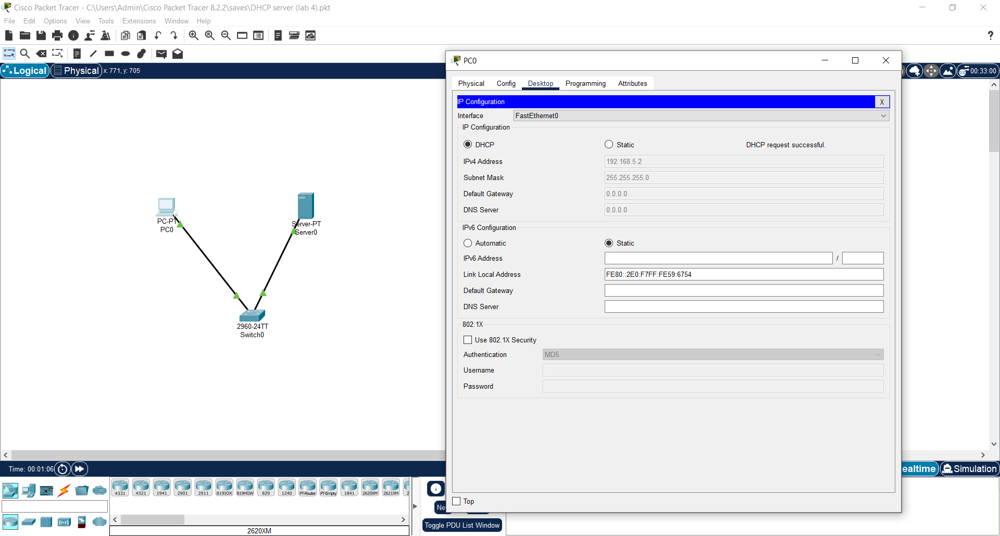 Cisco Packet Tracer - C:\Users\Admin\Cisco Packet Tracer 8.2.2\saves\DHCP server (lab 4).pkt
File Edit Options View Tools Extensions Window Help
?
Logical Physical x: 771, y: 705
00:33:00
PC-PT
PC0
Server-PT
Server0
2960-24TT
Switch0
PC0
Physical Config Desktop Programming Attributes
IP Configuration X
Interface FastEthernet0
IP Configuration
DHCP Static DHCP request successful.
IPv4 Address 192.168.5.2
Subnet Mask 255.255.255.0
Default Gateway 0.0.0.0
DNS Server 0.0.0.0
IPv6 Configuration
Automatic Static
IPv6 Address /
Link Local Address FE80::2E0:F7FF:FE59:6754
Default Gateway
DNS Server
802.1X
Use 802.1X Security
Authentication MD5
Username
Password
Top
Time: 00:01:06
ealtime Simulation
4331 4321 1941 2901 2911 819IOX 819HGW 829 1240 PT-Router PT-Empty 1841 2620XM 2621XM 2
Ne
Toggle PDU List Window
2620XM